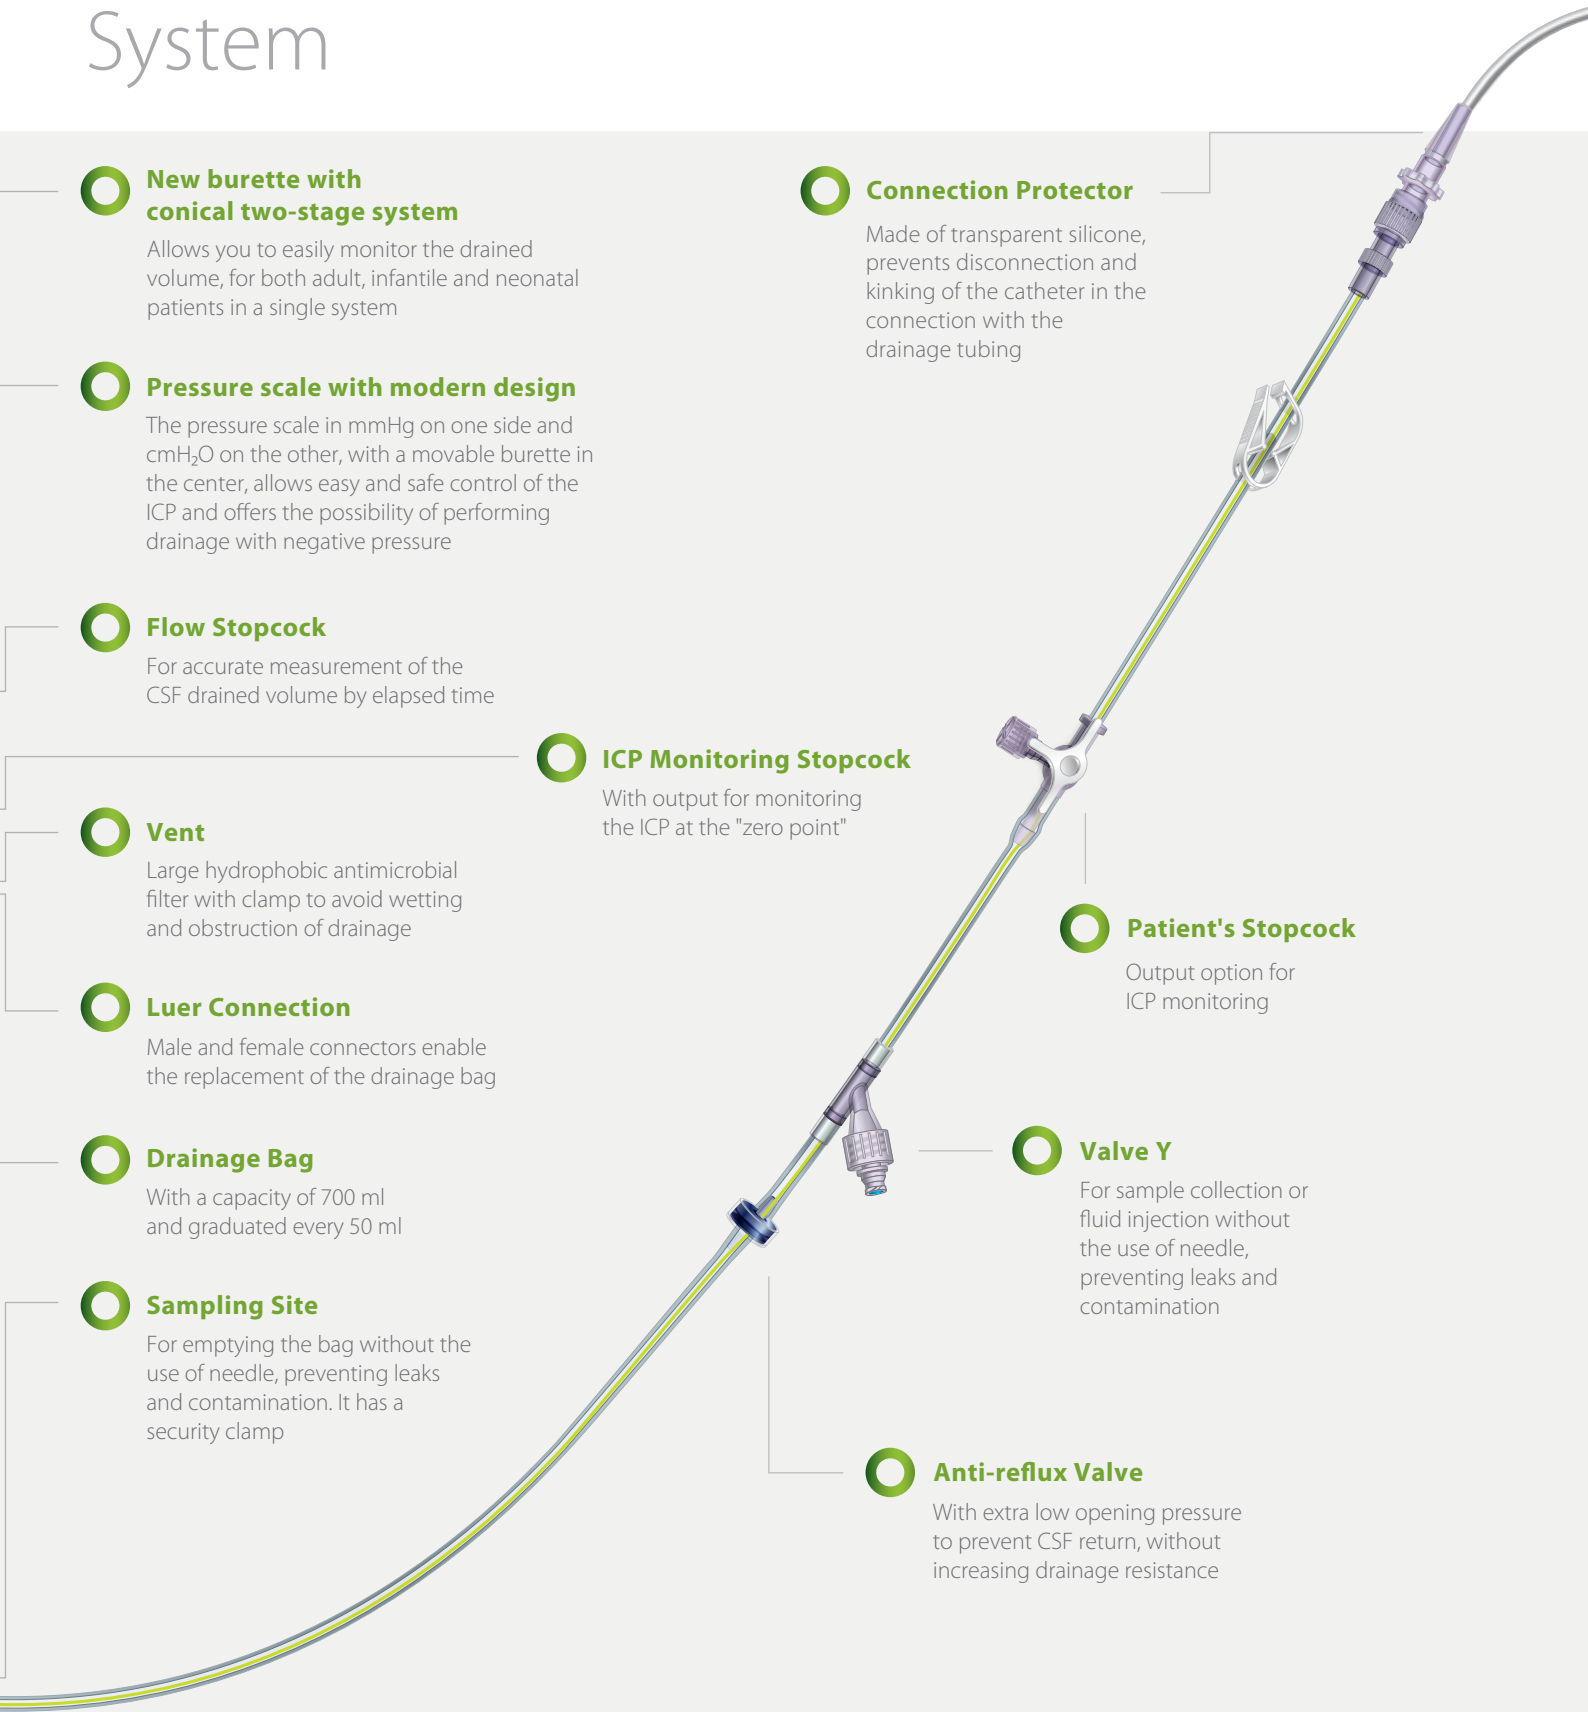 System
New burette with
conical two-stage system
Allows you to easily monitor the drained
volume, for both adult, infantile and neonatal
patients in a single system
Pressure scale with modern design
The pressure scale in mmHg on one side and
cmH₂O on the other, with a movable burette in
the center, allows easy and safe control of the
ICP and offers the possibility of performing
drainage with negative pressure
Flow Stopcock
For accurate measurement of the
CSF drained volume by elapsed time
Vent
Large hydrophobic antimicrobial
filter with clamp to avoid wetting
and obstruction of drainage
Luer Connection
Male and female connectors enable
the replacement of the drainage bag
Drainage Bag
With a capacity of 700 ml
and graduated every 50 ml
Sampling Site
For emptying the bag without the
use of needle, preventing leaks
and contamination. It has a
security clamp
Connection Protector
Made of transparent silicone,
prevents disconnection and
kinking of the catheter in the
connection with the
drainage tubing
ICP Monitoring Stopcock
With output for monitoring
the ICP at the "zero point"
Patient's Stopcock
Output option for
ICP monitoring
Valve Y
For sample collection or
fluid injection without
the use of needle,
preventing leaks and
contamination
Anti-reflux Valve
With extra low opening pressure
to prevent CSF return, without
increasing drainage resistance